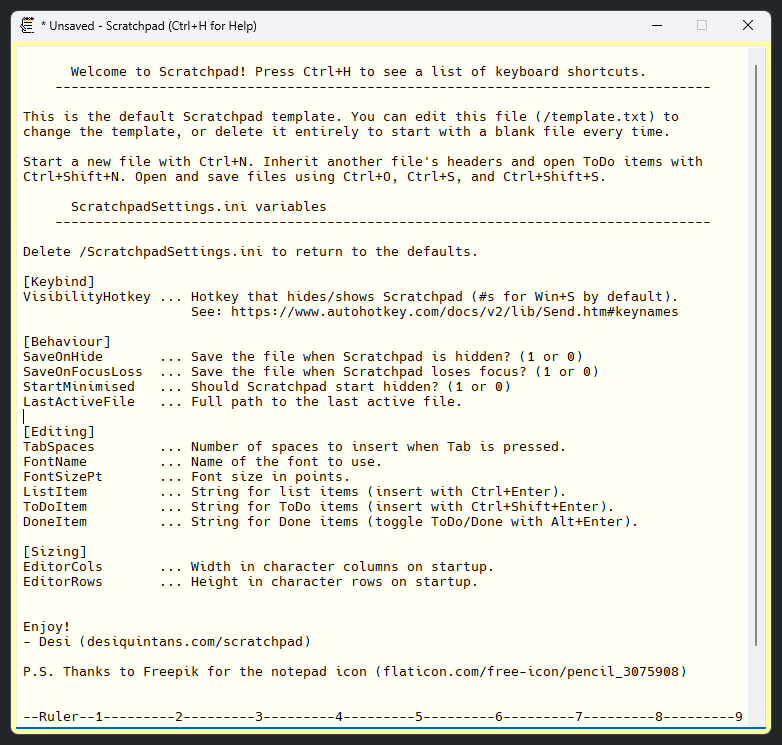 * Unsaved - Scratchpad (Ctrl+H for Help)
Welcome to Scratchpad! Press Ctrl+H to see a list of keyboard shortcuts.
----------------------------------------------------------------------------------
This is the default Scratchpad template. You can edit this file (/template.txt) to
change the template, or delete it entirely to start with a blank file every time.
Start a new file with Ctrl+N. Inherit another file's headers and open ToDo items with
Ctrl+Shift+N. Open and save files using Ctrl+O, Ctrl+S, and Ctrl+Shift+S.
ScratchpadSettings.ini variables
----------------------------------------------------------------------------------
Delete /ScratchpadSettings.ini to return to the defaults.
[Keybind]
VisibilityHotkey ... Hotkey that hides/shows Scratchpad (#s for Win+S by default).
See: https://www.autohotkey.com/docs/v2/lib/Send.htm#keynames
[Behaviour]
SaveOnHide ... Save the file when Scratchpad is hidden? (1 or 0)
SaveOnFocusLoss ... Save the file when Scratchpad loses focus? (1 or 0)
StartMinimised ... Should Scratchpad start hidden? (1 or 0)
LastActiveFile ... Full path to the last active file.
[Editing]
TabSpaces ... Number of spaces to insert when Tab is pressed.
FontName ... Name of the font to use.
FontSizePt ... Font size in points.
ListItem ... String for list items (insert with Ctrl+Enter).
ToDoItem ... String for ToDo items (insert with Ctrl+Shift+Enter).
DoneItem ... String for Done items (toggle ToDo/Done with Alt+Enter).
[Sizing]
EditorCols ... Width in character columns on startup.
EditorRows ... Height in character rows on startup.
Enjoy!
- Desi (desiquintans.com/scratchpad)
P.S. Thanks to Freepik for the notepad icon (flaticon.com/free-icon/pencil_3075908)
--Ruler--1---------2---------3---------4---------5---------6---------7---------8---------9